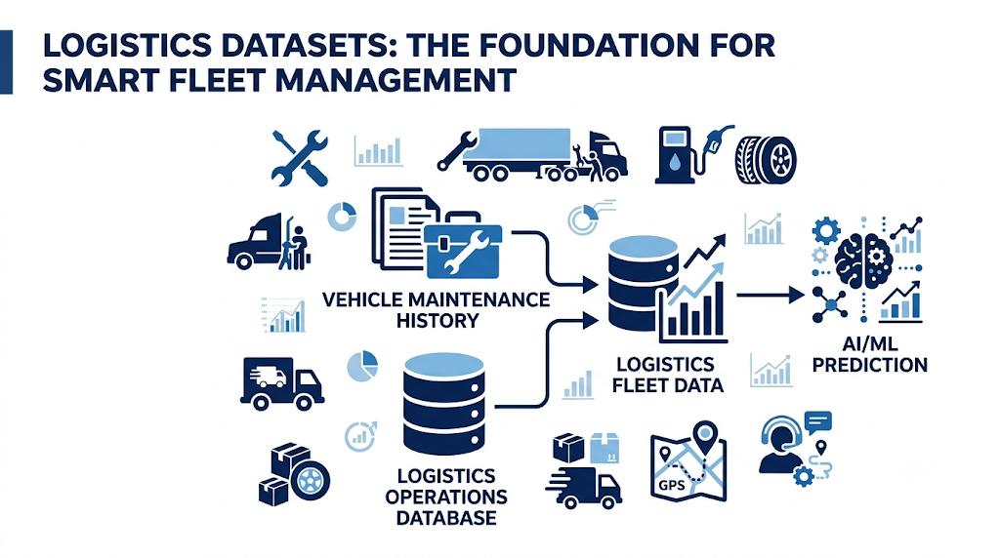 LOGISTICS DATASETS: THE FOUNDATION FOR
SMART FLEET MANAGEMENT
VEHICLE MAINTENANCE
HISTORY
LOGISTICS
FLEET DATA
AI/ML
PREDICTION
LOGISTICS
OPERATIONS
DATABASE
GPS